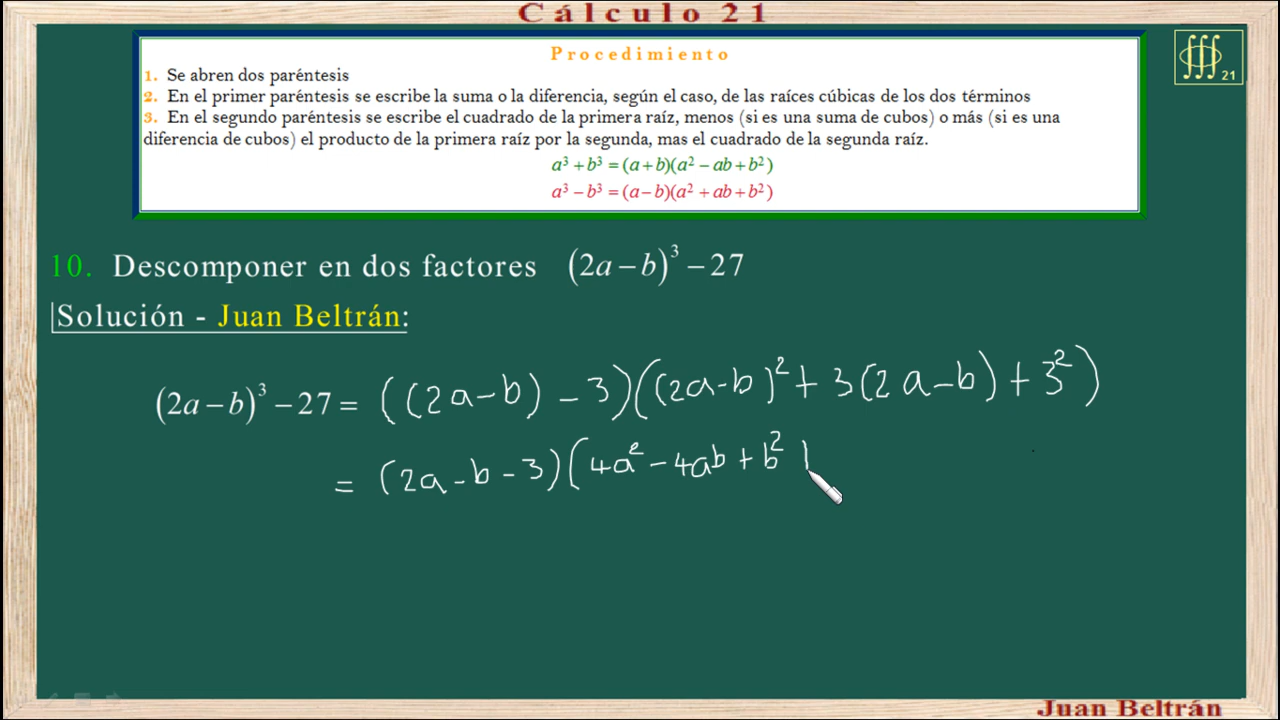 Cálculo 21
Procedimiento
21
1. Se abren dos paréntesis
2. En el primer paréntesis se escribe la suma o la diferencia, según el caso, de las raíces cúbicas de los dos términos
3. En el segundo paréntesis se escribe el cuadrado de la primera raíz, menos (si es una suma de cubos) o más (si es una
diferencia de cubos) el producto de la primera raíz por la segunda, mas el cuadrado de la segunda raíz.
a³ + b³ = (a + b)(a² − ab + b²)
a³ − b³ = (a − b)(a² + ab + b²)
10. Descomponer en dos factores (2a − b)³ − 27
Solución - Juan Beltrán:
(2a − b)³ − 27 = ((2a − b) − 3)((2a − b)² + 3(2a − b) + 3²)
= (2a − b − 3)(4a² − 4ab + b²
Juan Beltrán